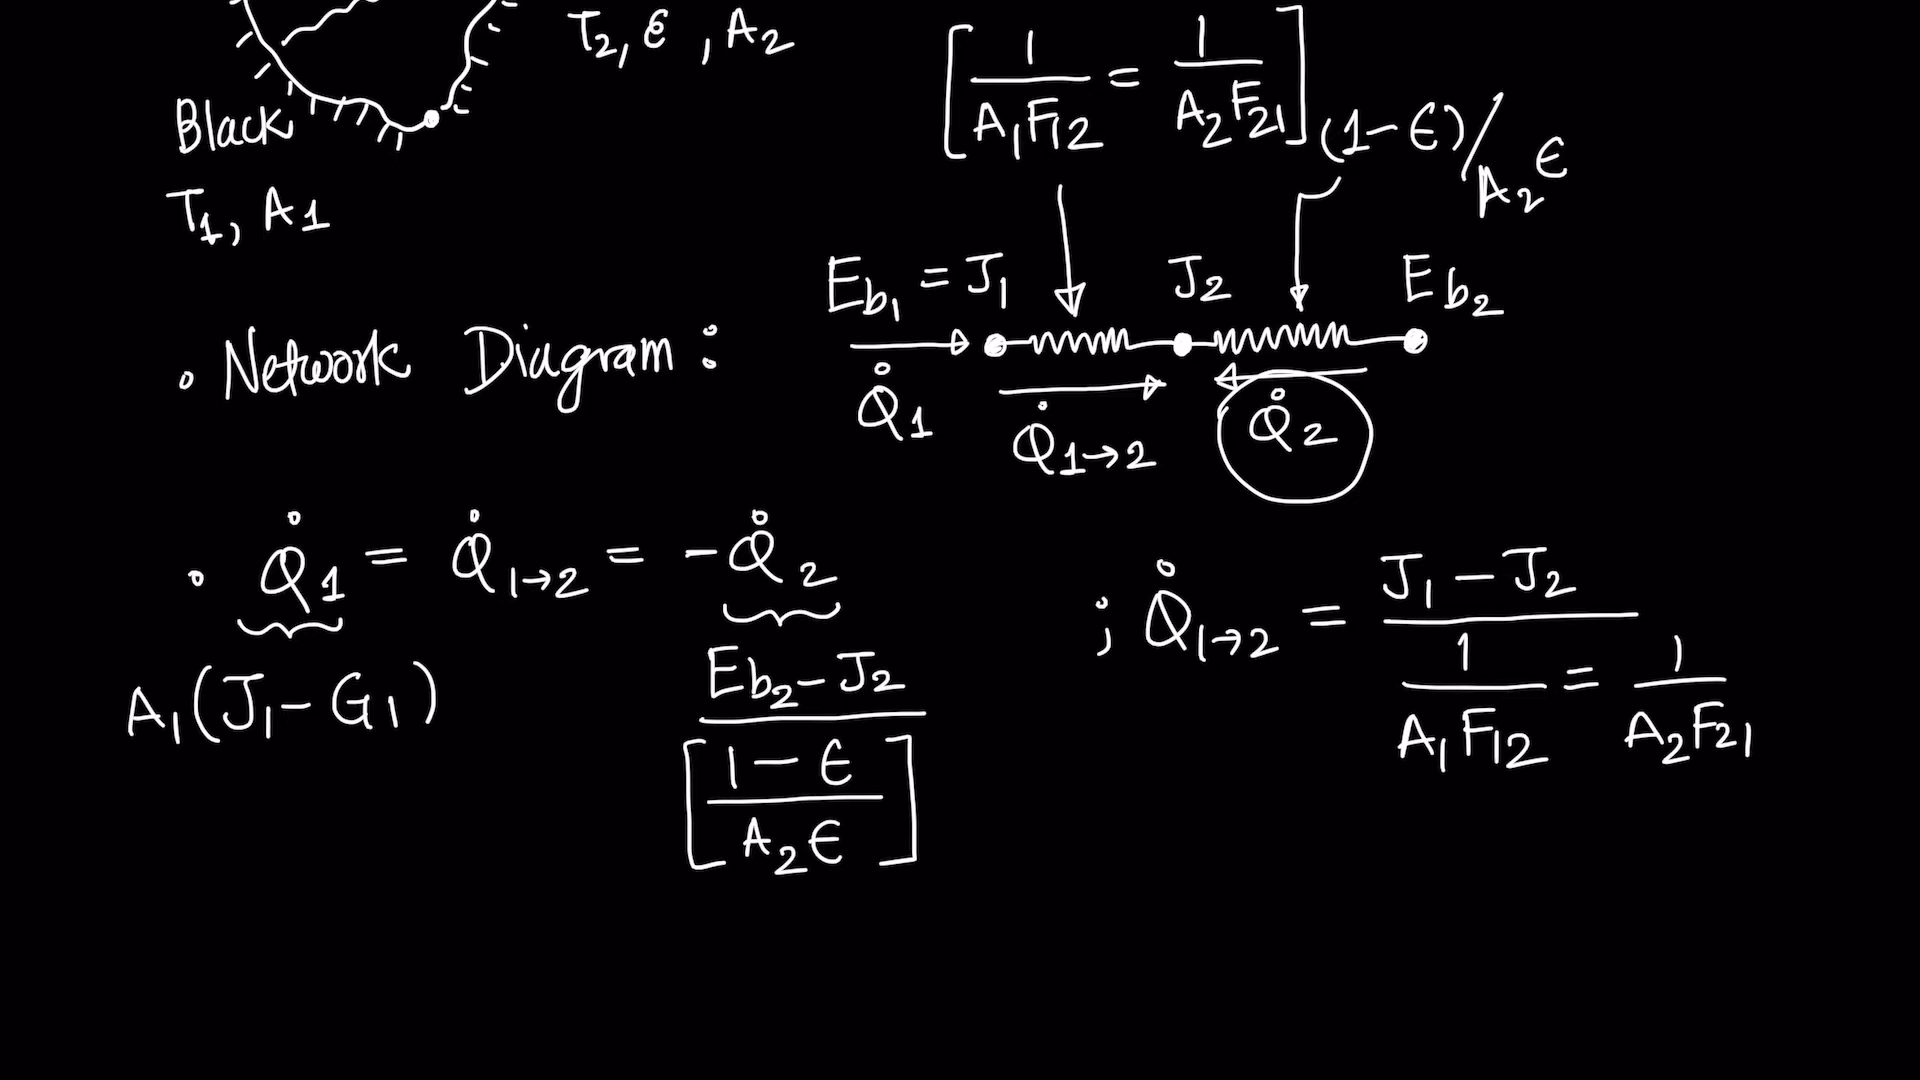 T2, ϵ, A2
[1/A1F12 = 1/A2F21]
(1-ϵ)/A2ϵ
Black
T1, A1
Eb1 = J1 J2 Eb2
• Network Diagram:
Q̇1 Q̇1→2 Q̇2
• Q̇1 = Q̇1→2 = -Q̇2 ; Q̇1→2 = (J1 - J2)/(1/A1F12 = 1/A2F21)
A1(J1 - G1) (Eb2 - J2)/[(1 - ϵ)/A2ϵ]